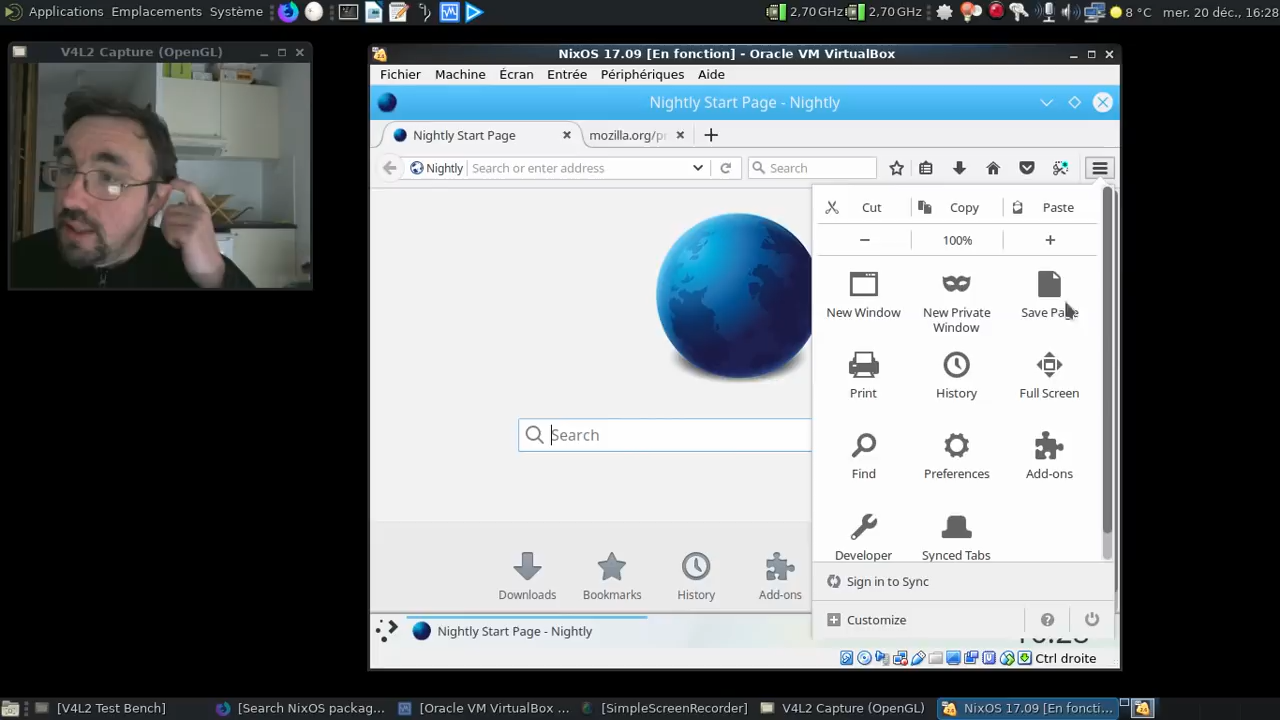 Applications Emplacements Système
2,70 GHz 2,70 GHz
8 °C mer. 20 déc., 16:28
V4L2 Capture (OpenGL)
NixOS 17.09 [En fonction] - Oracle VM VirtualBox
Fichier Machine Écran Entrée Périphériques Aide
Nightly Start Page - Nightly
Nightly Start Page
mozilla.org/pr
Nightly Search or enter address
Search
Cut Copy Paste
100%
New Window New Private Window Save Page
Print History Full Screen
Find Preferences Add-ons
Developer Synced Tabs
Search
Sign in to Sync
Downloads Bookmarks History Add-ons
Customize
Nightly Start Page - Nightly
Ctrl droite
[V4L2 Test Bench] [Search NixOS packag... [Oracle VM VirtualBox ... [SimpleScreenRecorder] V4L2 Capture (OpenGL) NixOS 17.09 [En foncti...